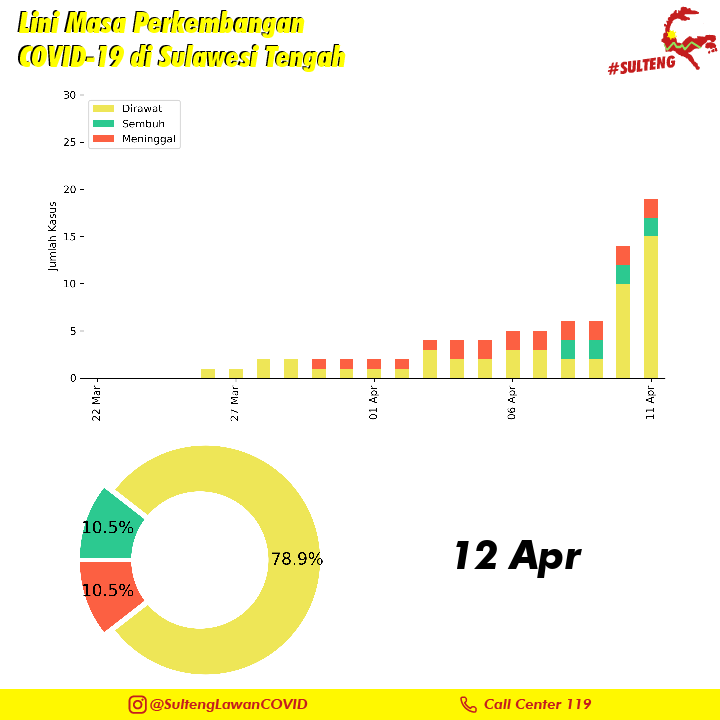 Lini Masa Perkembangan
COVID-19 di Sulawesi Tengah
#SULTENG
30
25
20
15
10
5
0
Jumlah Kasus
Dirawat
Sembuh
Meninggal
22 Mar
27 Mar
01 Apr
06 Apr
11 Apr
10.5%
10.5%
78.9%
12 Apr
@SultengLawanCOVID
Call Center 119